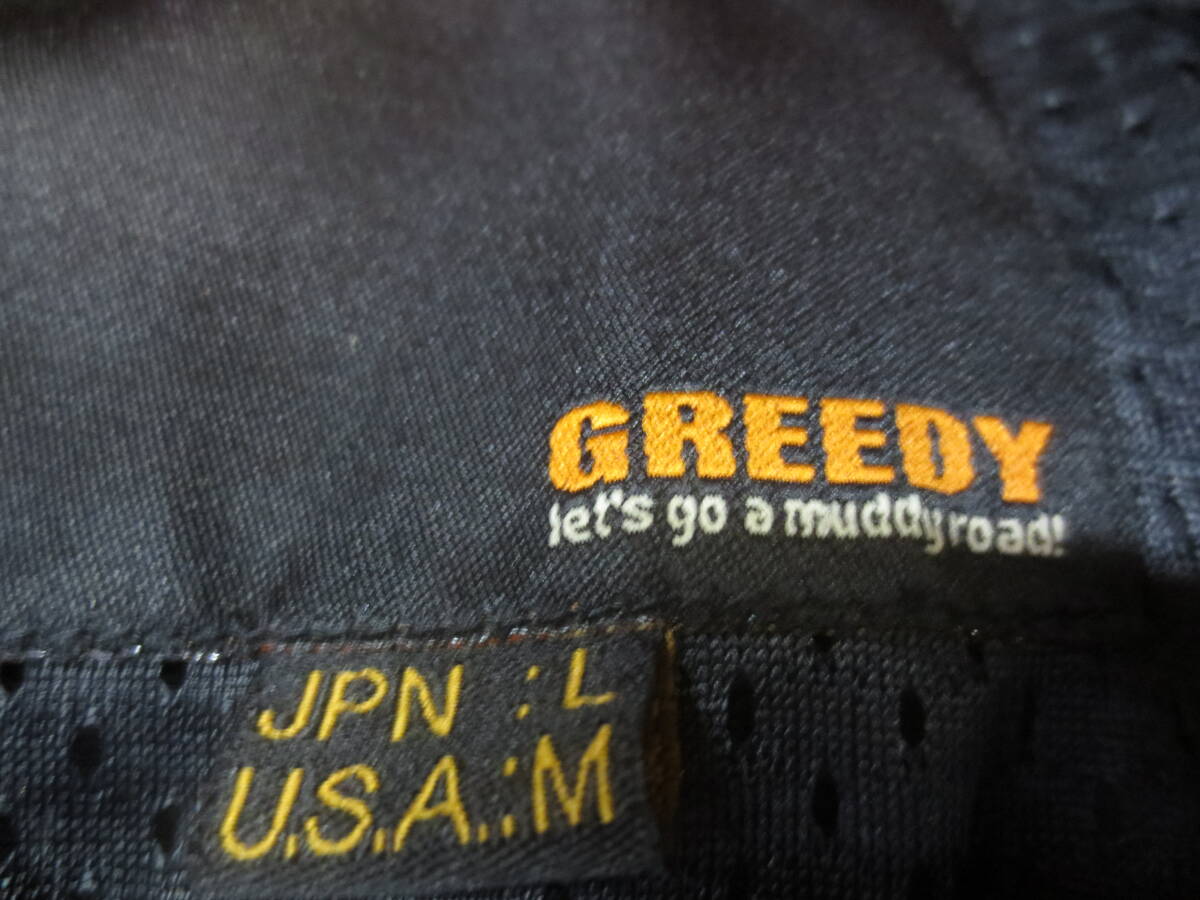 GREEDY
let's go a muddy road!
JPN : L
U.S.A. : M